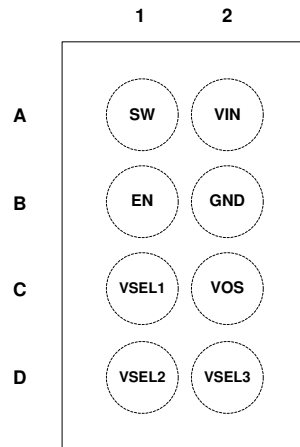 1 2
A SW VIN
B EN GND
C VSEL1 VOS
D VSEL2 VSEL3